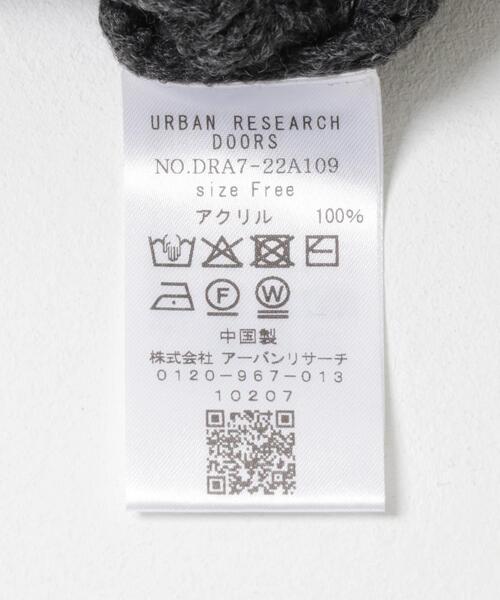 URBAN RESEARCH
DOORS
NO.DRA7-22A109
size Free
アクリル 100%
F W
中国製
株式会社 アーバンリサーチ
0120-967-013
10207